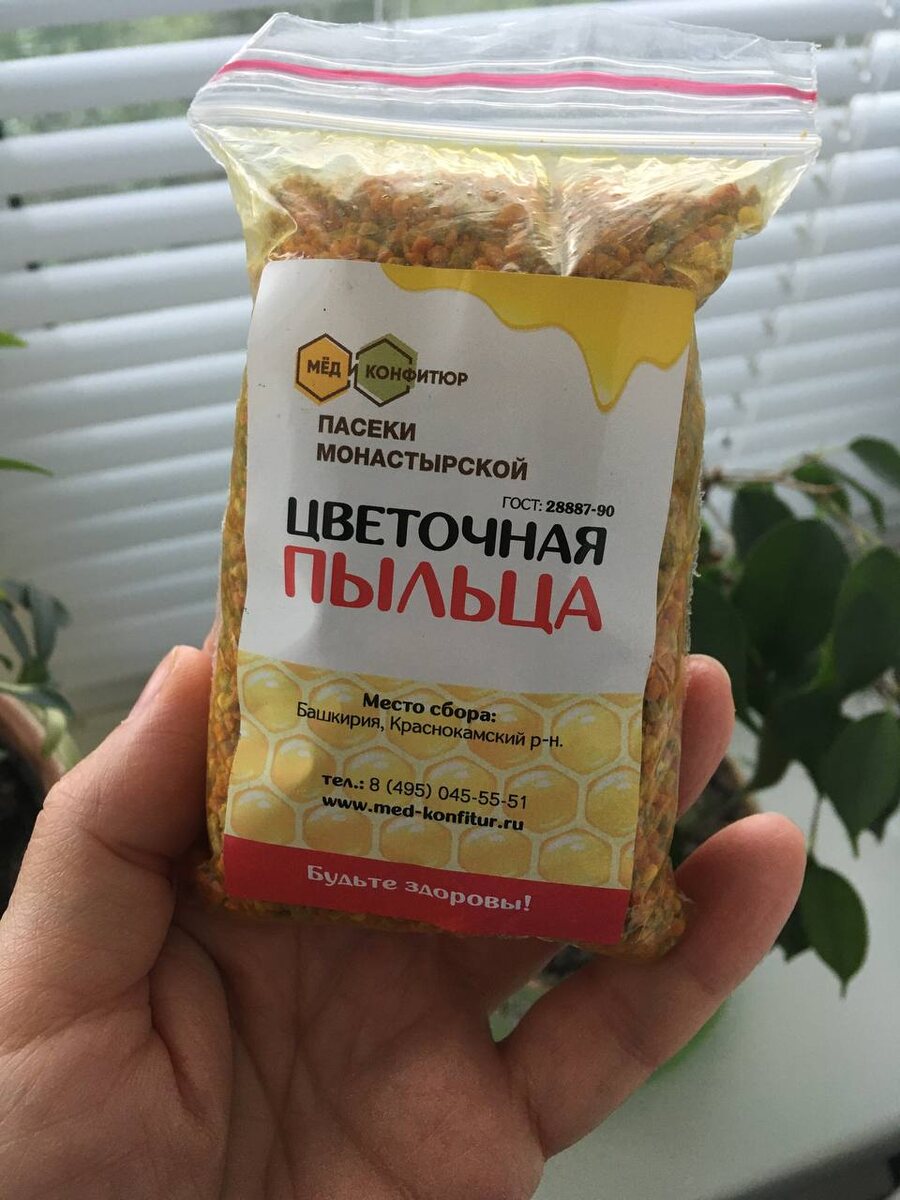 МЁД И КОНФИТЮР
ПАСЕКИ
МОНАСТЫРСКОЙ
ГОСТ: 28887-90
ЦВЕТОЧНАЯ
ПЫЛЬЦА
Место сбора:
Башкирия, Краснокамский р-н.
тел.: 8 (495) 045-55-51
www.med-konfitur.ru
Будьте здоровы!